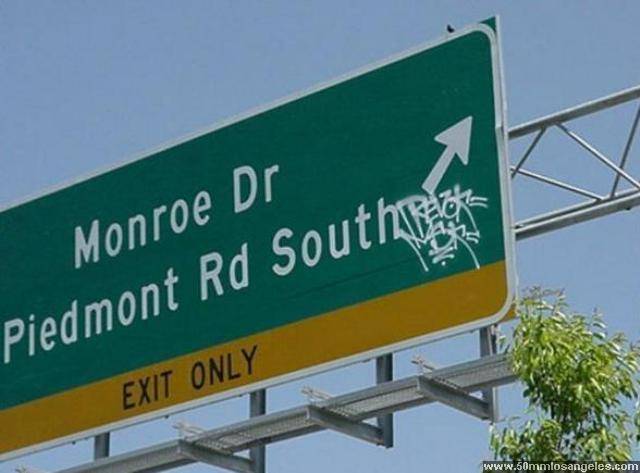 Monroe Dr
Piedmont Rd South
EXIT ONLY
www.50mmlosangeles.com